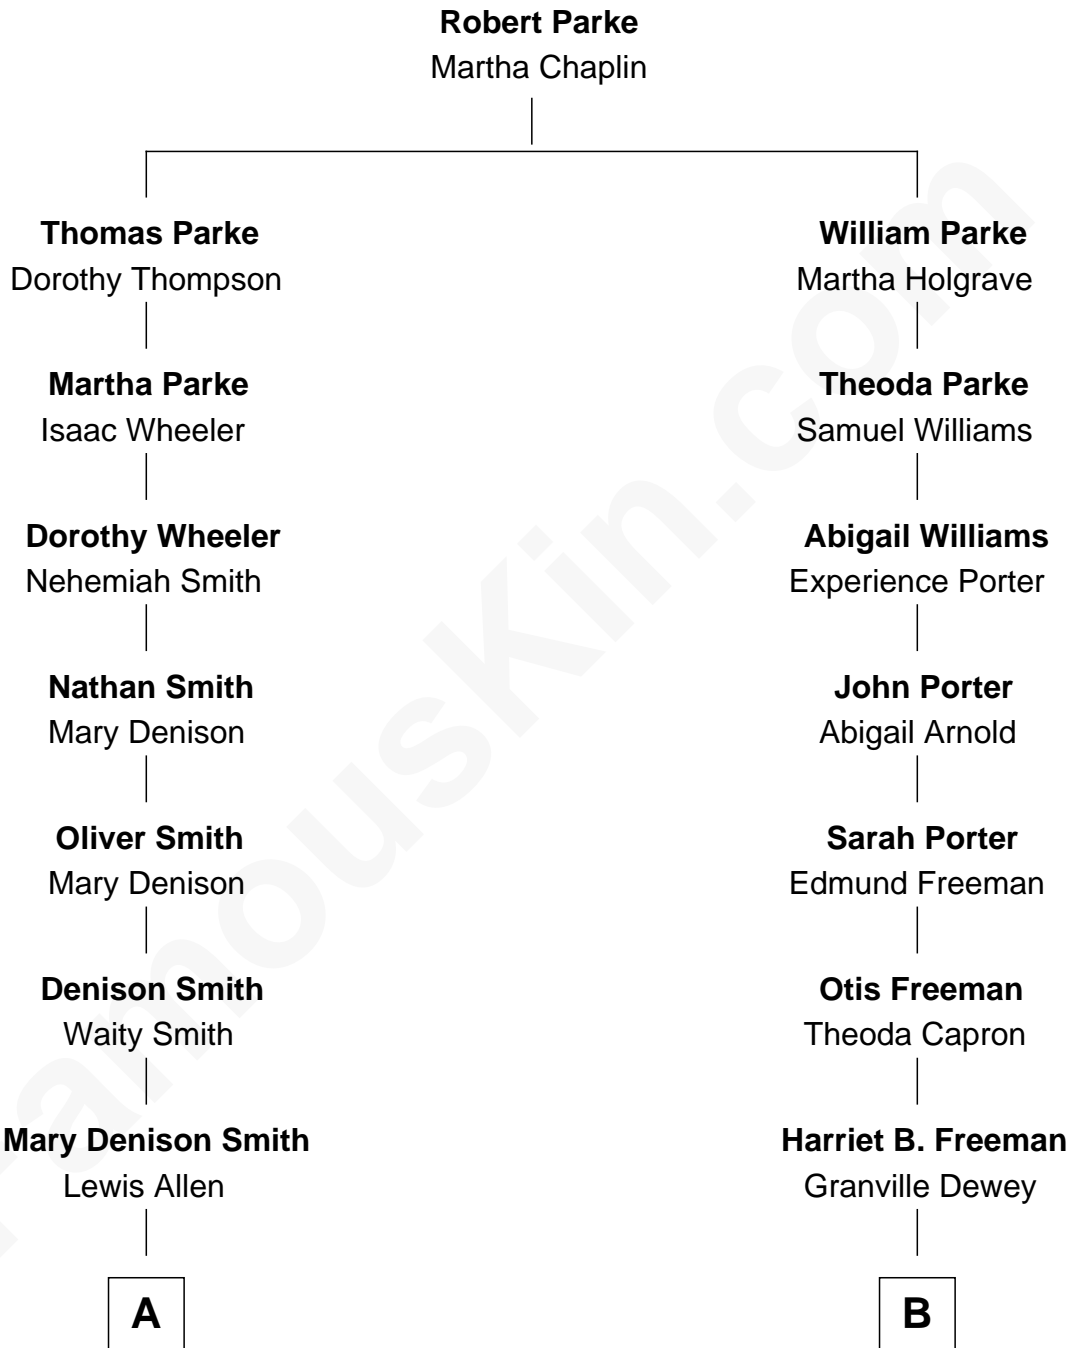 Robert Parke
Martha Chaplin
Thomas Parke
Dorothy Thompson
William Parke
Martha Holgrave
Martha Parke
Isaac Wheeler
Theoda Parke
Samuel Williams
Dorothy Wheeler
Nehemiah Smith
Abigail Williams
Experience Porter
Nathan Smith
Mary Denison
John Porter
Abigail Arnold
Oliver Smith
Mary Denison
Sarah Porter
Edmund Freeman
Denison Smith
Waity Smith
Otis Freeman
Theoda Capron
Mary Denison Smith
Lewis Allen
Harriet B. Freeman
Granville Dewey
A
B
FamousKin.com